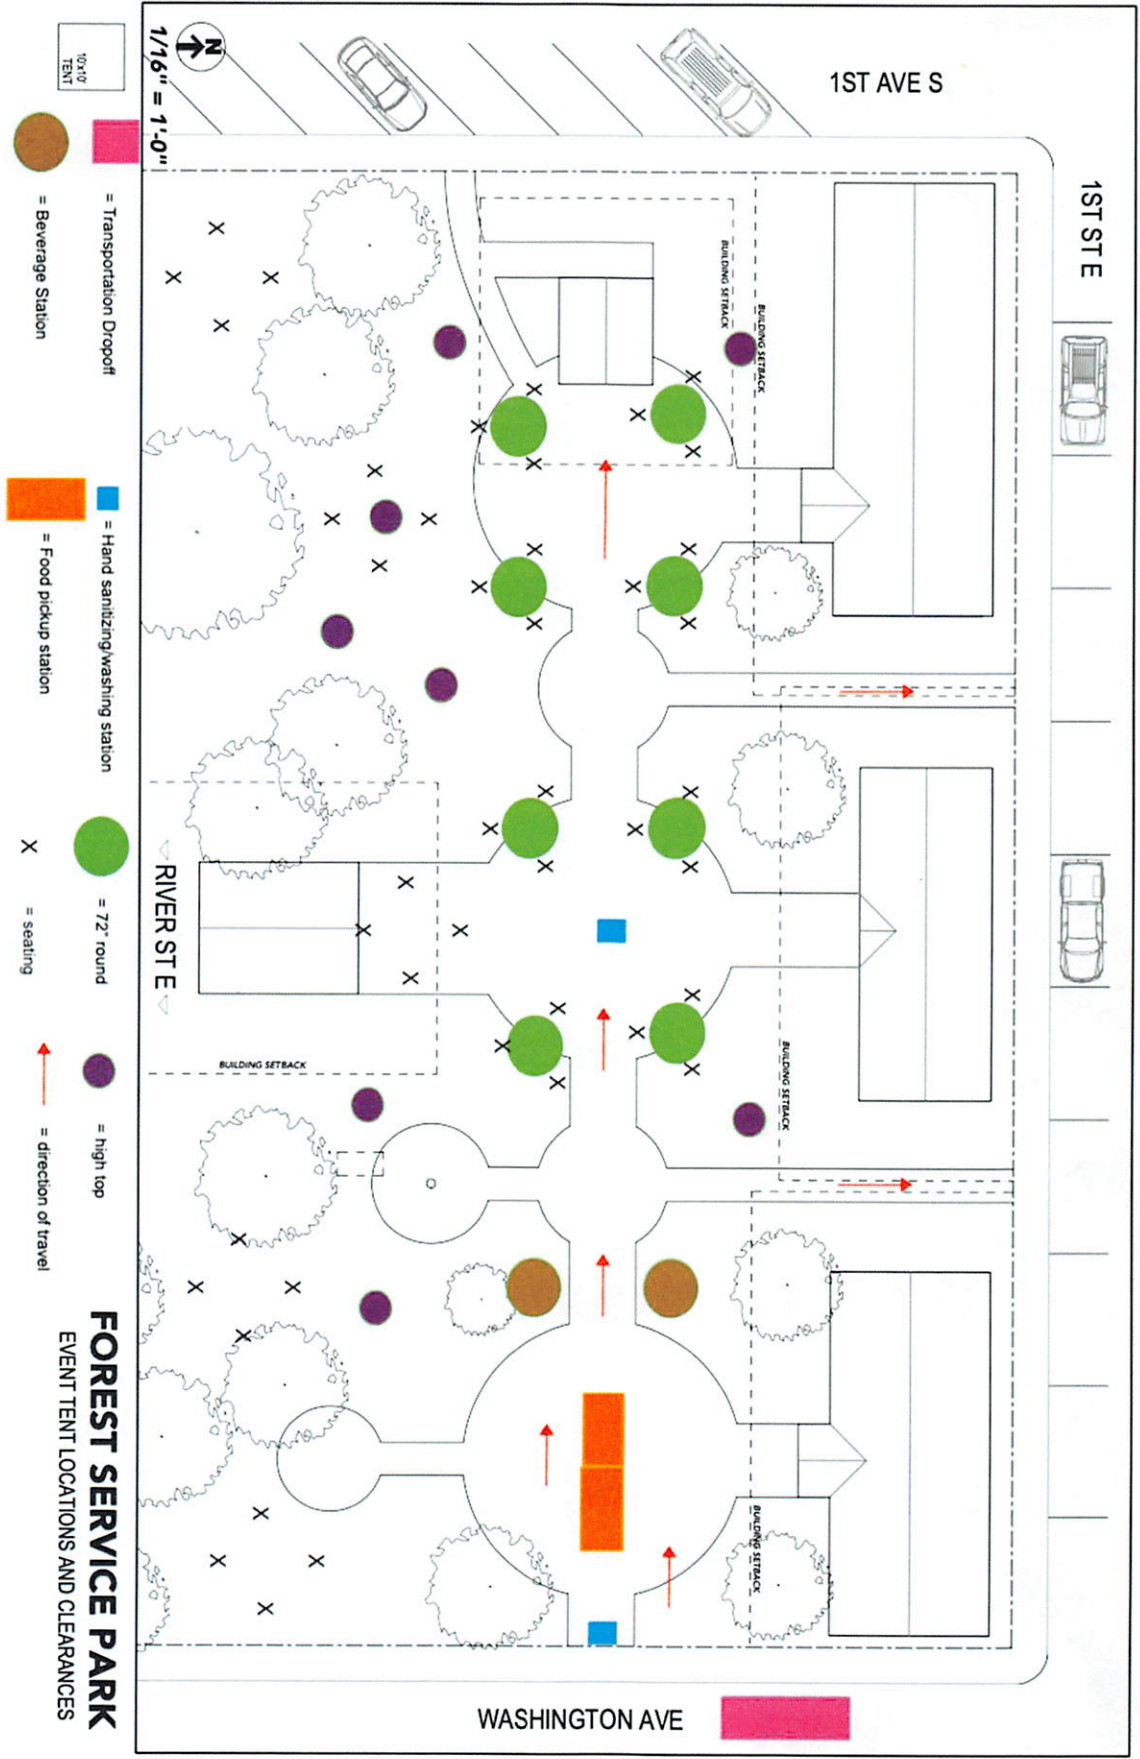 1ST AVE S
N
1/16" = 1'-0"
10'x10'
TENT
1ST ST E
BUILDING SETBACK
BUILDING SETBACK
BUILDING SETBACK
BUILDING SETBACK
BUILDING SETBACK
RIVER ST E
WASHINGTON AVE
= Transportation Dropoff
= Beverage Station
= Hand sanitizing/washing station
= Food pickup station
= 72" round
X = seating
= high top
= direction of travel
FOREST SERVICE PARK
EVENT TENT LOCATIONS AND CLEARANCES